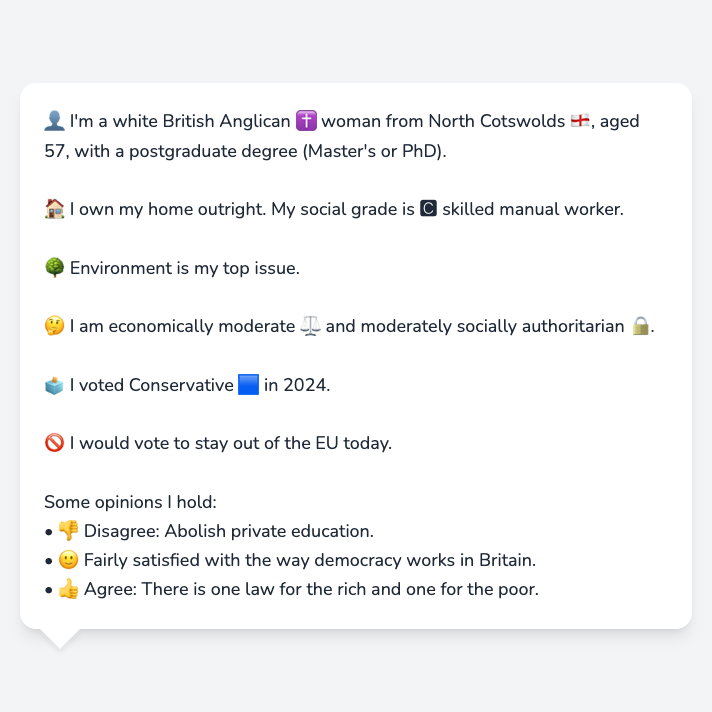 👤 I'm a white British Anglican ✝️ woman from North Cotswolds 🏴󠁧󠁢󠁥󠁮󠁧󠁿, aged
57, with a postgraduate degree (Master's or PhD).
🏠 I own my home outright. My social grade is 🅲 skilled manual worker.
🌳 Environment is my top issue.
🤔 I am economically moderate ⚖️ and moderately socially authoritarian 🔒.
🗳️ I voted Conservative 🟦 in 2024.
🚫 I would vote to stay out of the EU today.
Some opinions I hold:
• 👎 Disagree: Abolish private education.
• 🙂 Fairly satisfied with the way democracy works in Britain.
• 👍 Agree: There is one law for the rich and one for the poor.